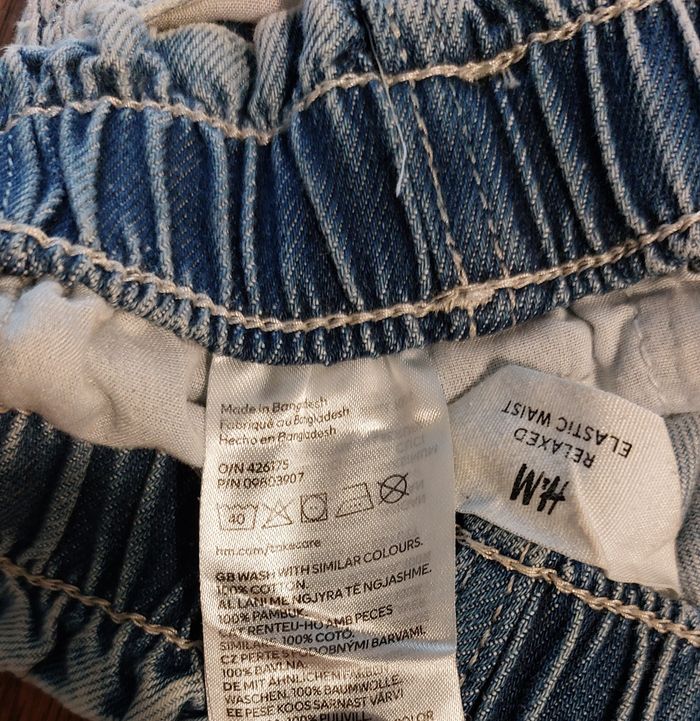 Made in Bangladesh
Fabriqué au Bangladesh
Hecho en Bangladesh
O/N 426175
P/N 09803907
40
hm.com/takecare
GB WASH WITH SIMILAR COLOURS.
100% COTTON.
AL LANI ME NGJYRA TË NGJASHME.
100% PAMBUK.
CAT RENTEU-HO AMB PECES
SIMILARS. 100% COTÓ.
CZ PERTE S PODOBNÝMI BARVAMI.
100% BAVLNA.
DE MIT ÄHNLICHEN FARBEN
WASCHEN. 100% BAUMWOLLE.
EE PESE KOOS SARNAST VÄRVI
100% PUUVILL.
COLOR
RELAXED
ELASTIC WAIST
H&M